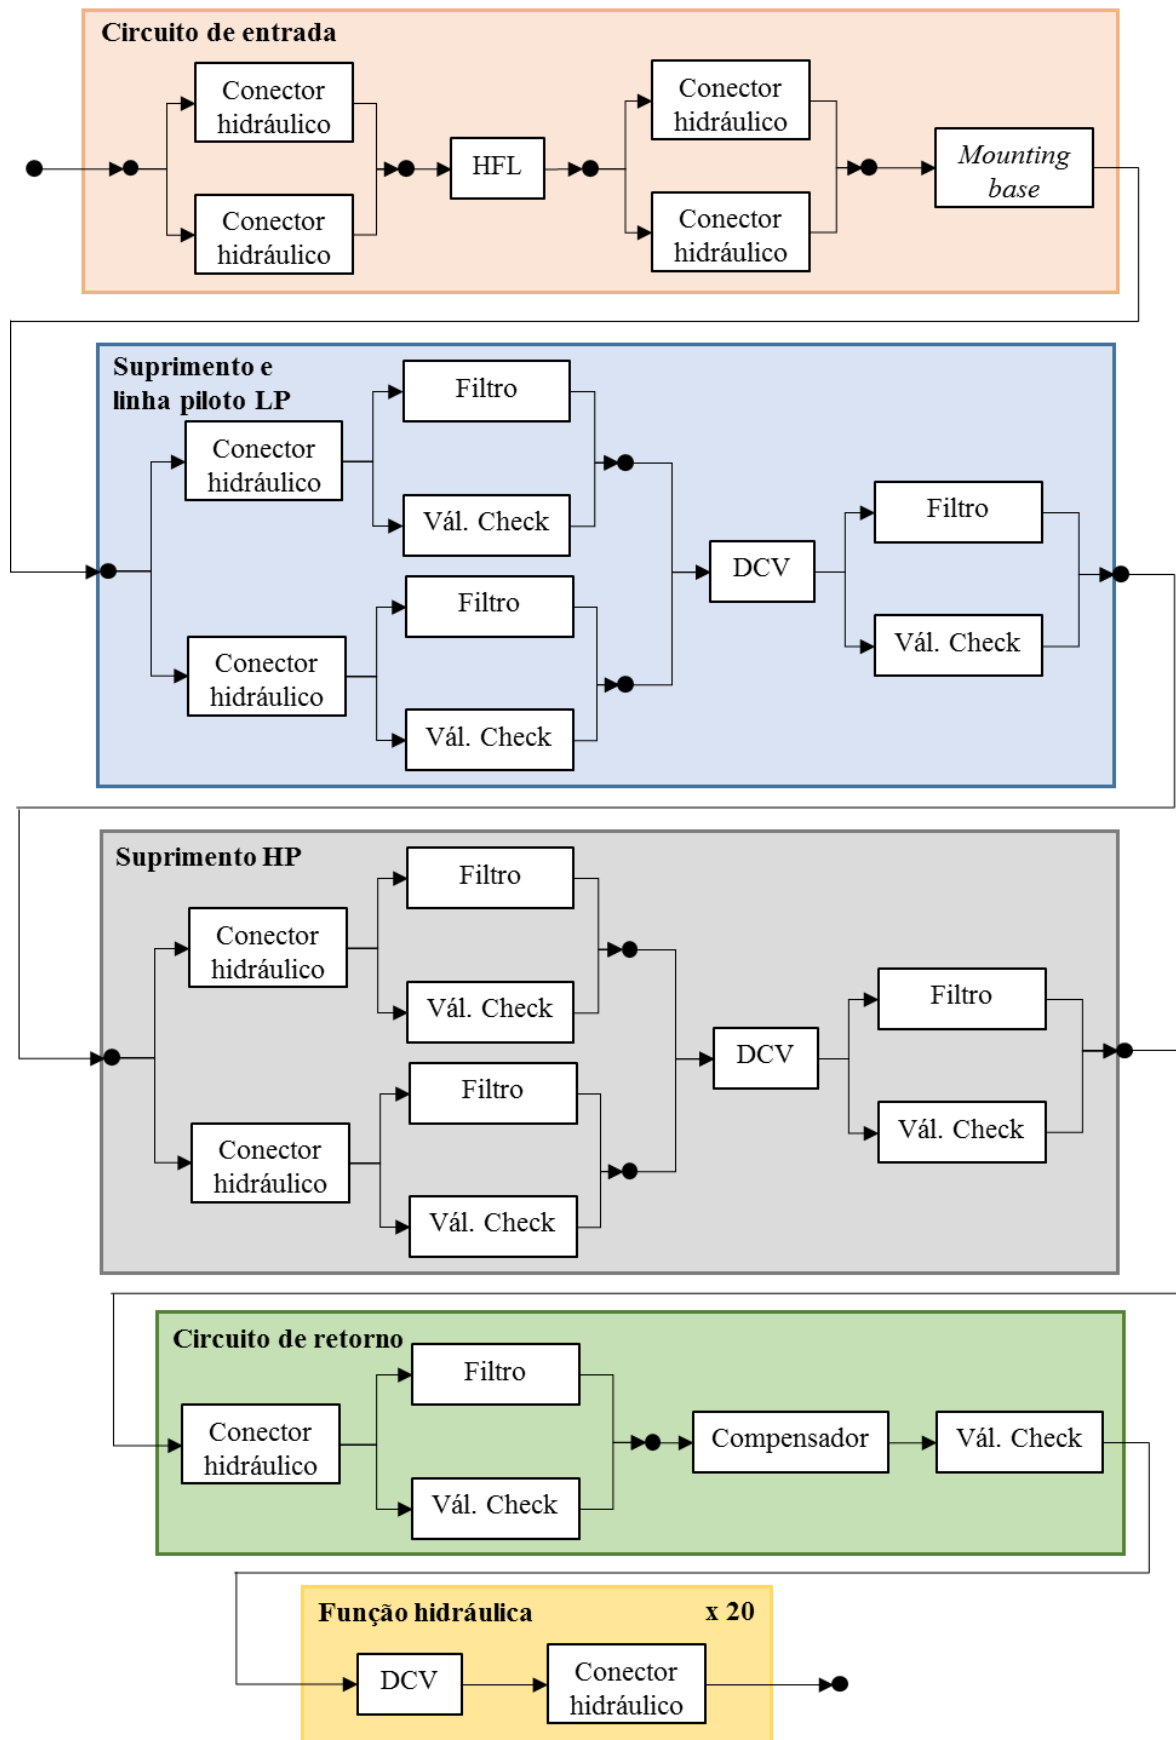 Circuito de entrada
Conector
hidráulico
Conector
hidráulico
HFL
Conector
hidráulico
Conector
hidráulico
Mounting
base
Suprimento e
linha piloto LP
Conector
hidráulico
Filtro
Vál. Check
Conector
hidráulico
Filtro
Vál. Check
DCV
Filtro
Vál. Check
Suprimento HP
Conector
hidráulico
Filtro
Vál. Check
Conector
hidráulico
Filtro
Vál. Check
DCV
Filtro
Vál. Check
Circuito de retorno
Conector
hidráulico
Filtro
Vál. Check
Compensador
Vál. Check
Função hidráulica
x 20
DCV
Conector
hidráulico